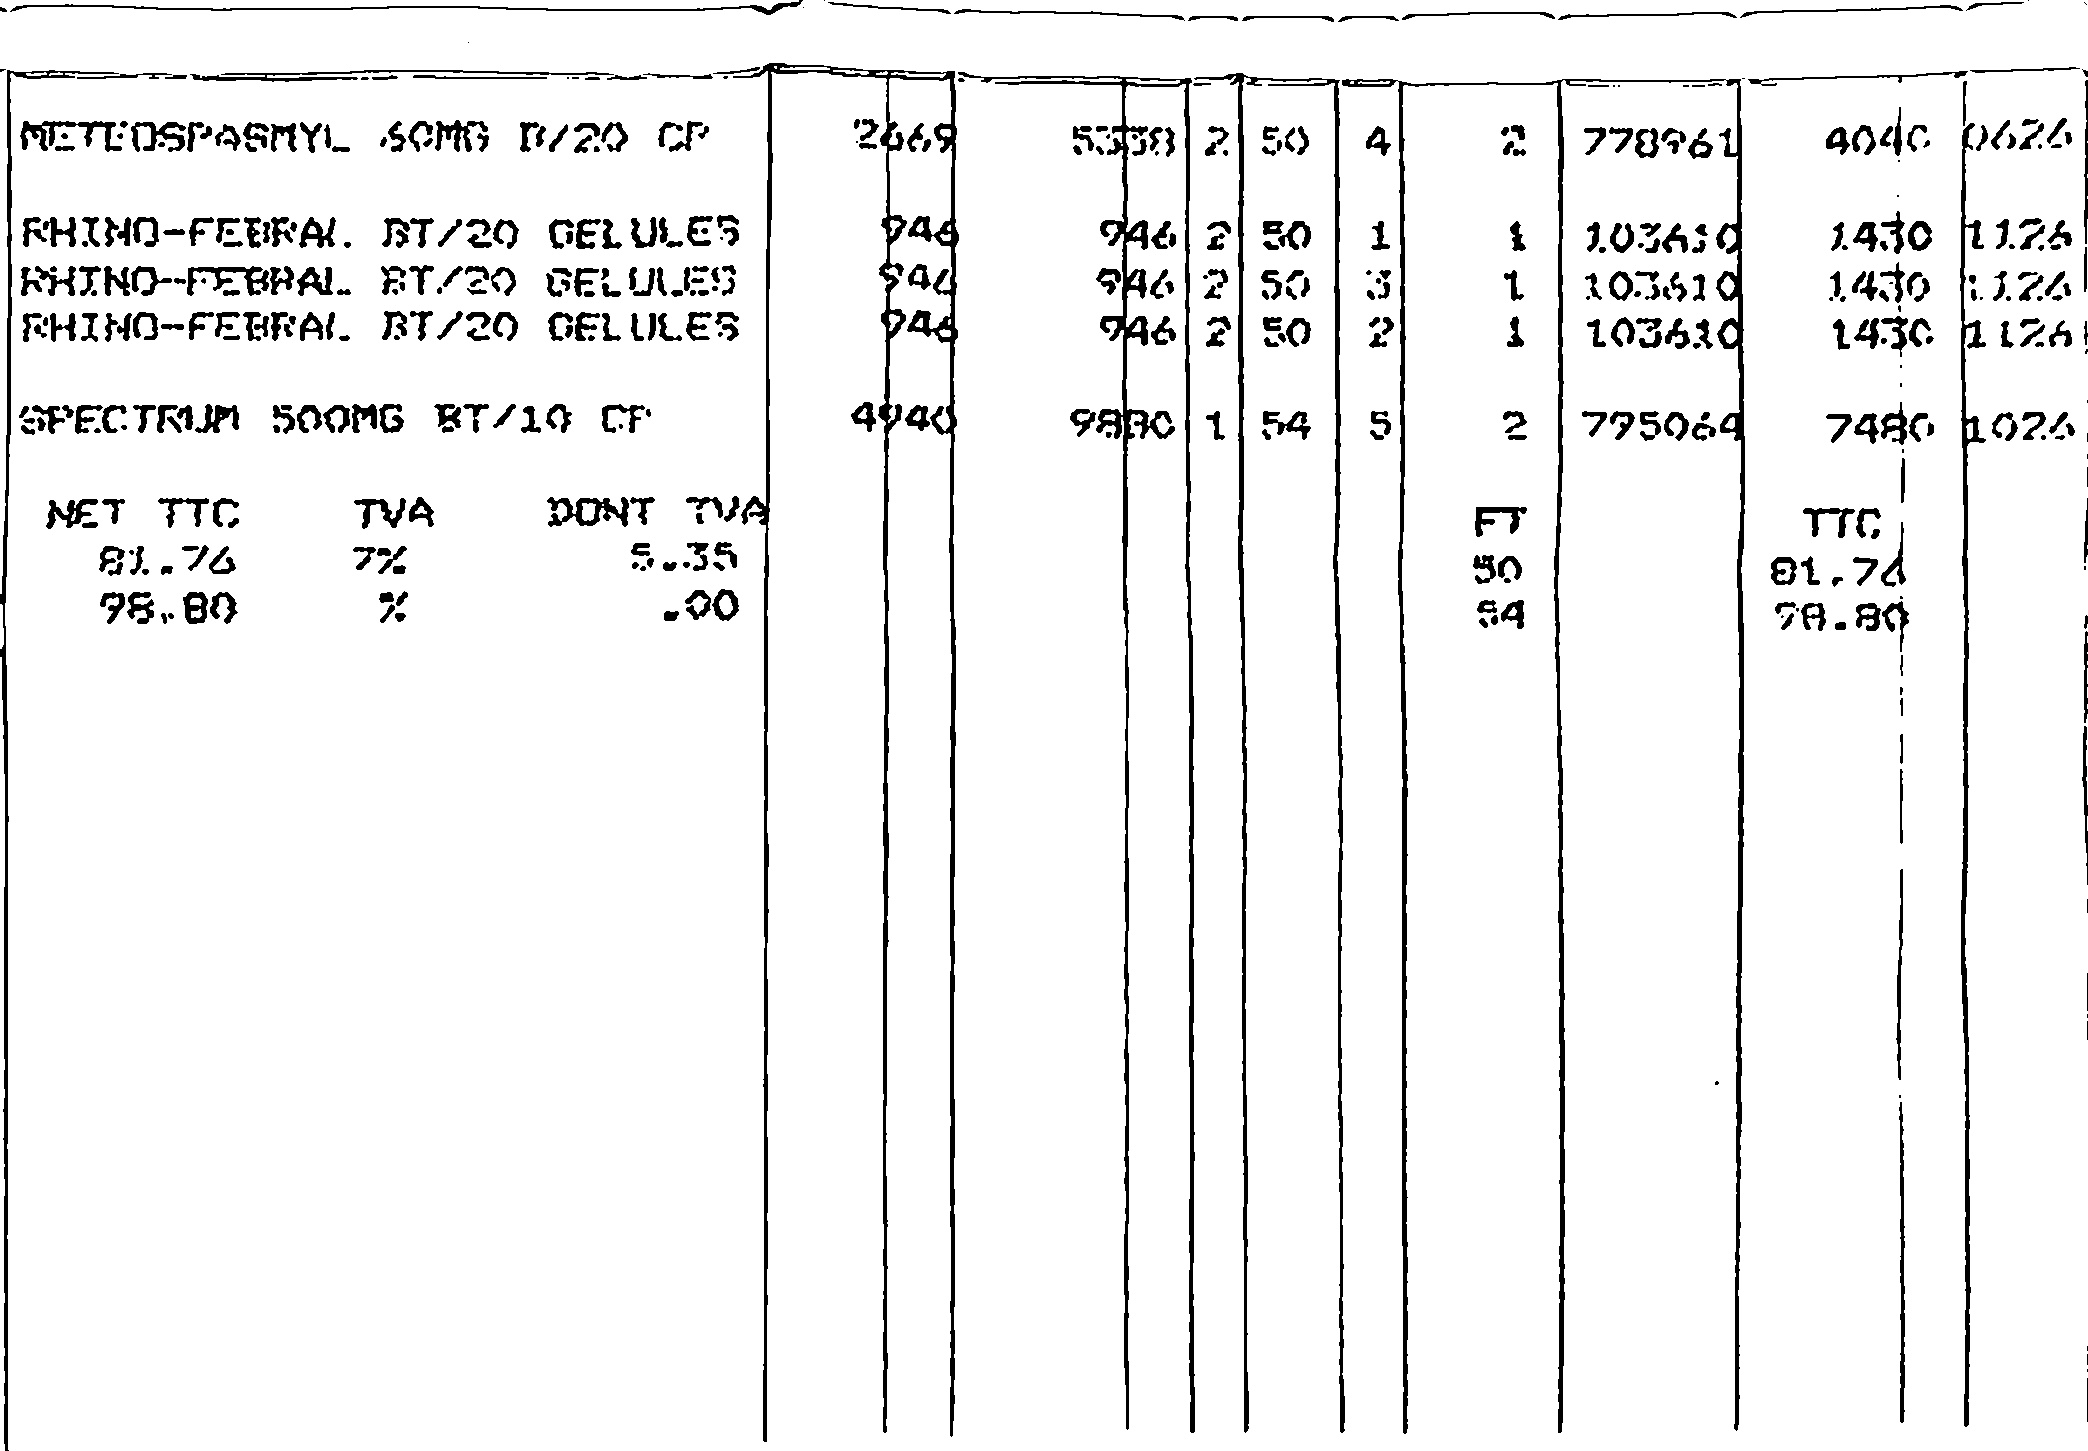 METEOSPASMYL 60MG B/20 CP 2669 5338 2 50 4 2 778961 4040 0626
RHINO-FEBRAL BT/20 GELULES 946 946 2 50 1 1 103610 1430 1126
RHINO-FEBRAL BT/20 GELULES 946 946 2 50 3 1 103610 1430 1126
RHINO-FEBRAL BT/20 GELULES 946 946 2 50 2 1 103610 1430 1126
SPECTRUM 500MG BT/10 CP 4940 9880 1 54 5 2 795064 7480 1026
NET TTC TVA DONT TVA FT TTC
81.76 7% 5.35 50 81.76
98.80 % .00 54 98.80